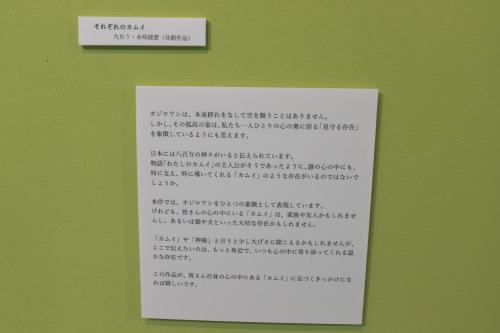 それぞれのカムイ
九むう・水咲鎧雲（共創作品）
オジロワシは、本来群れをなして空を舞うことはありません。
しかし、その孤高の姿は、私たち一人ひとりの心の奥に宿る「見守る存在」
を象徴しているようにも思えます。
日本には八百万の神々がいると伝えられています。
物語「わたしのカムイ」の主人公がそうであったように、誰の心の中にも、
時に支え、時に導いてくれる「カムイ」のような存在がいるのではないで
しょうか。
本作では、オジロワシをひとつの象徴として表現しています。
けれども、皆さんの心の中にいる「カムイ」は、家族や友人かもしれませ
んし、あるいは猫や犬といった大切な存在かもしれません。
「カムイ」や「神様」と言うと少し大げさに聞こえるかもしれませんが、
ここで伝えたいのは、もっと身近で、いつも心の中に寄り添ってくれる温
かな存在です。
この作品が、皆さん自身の心の中にある「カムイ」に気づくきっかけにな
れば嬉しいです。